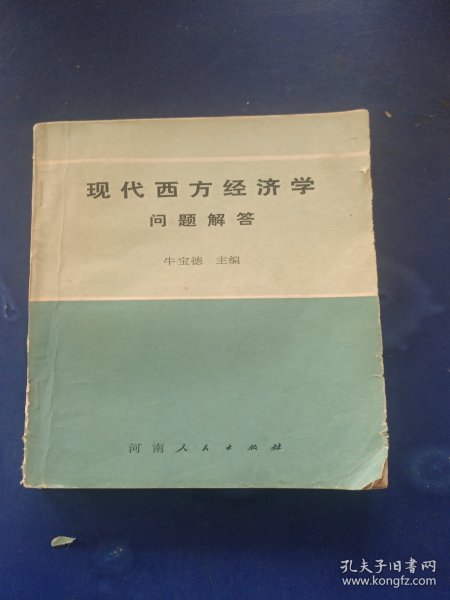 现代西方经济学
问题解答
牛宝德 主编
河南人民出版社
孔夫子旧书网
www.kongfz.com